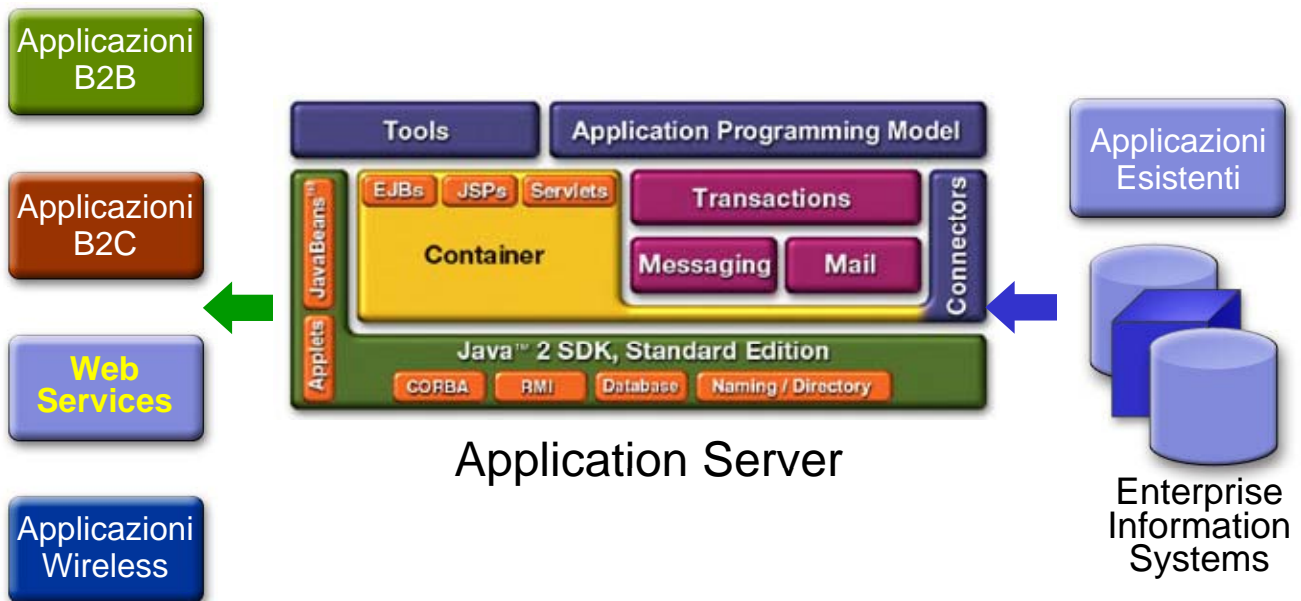 Applicazioni
B2B
Applicazioni
B2C
Web
Services
Applicazioni
Wireless
Tools
Application Programming Model
JavaBeans™
Applets
EJBs
JSPs
Servlets
Container
Transactions
Messaging
Mail
Connectors
Java™ 2 SDK, Standard Edition
CORBA
RMI
Database
Naming / Directory
Application Server
Applicazioni
Esistenti
Enterprise
Information
Systems